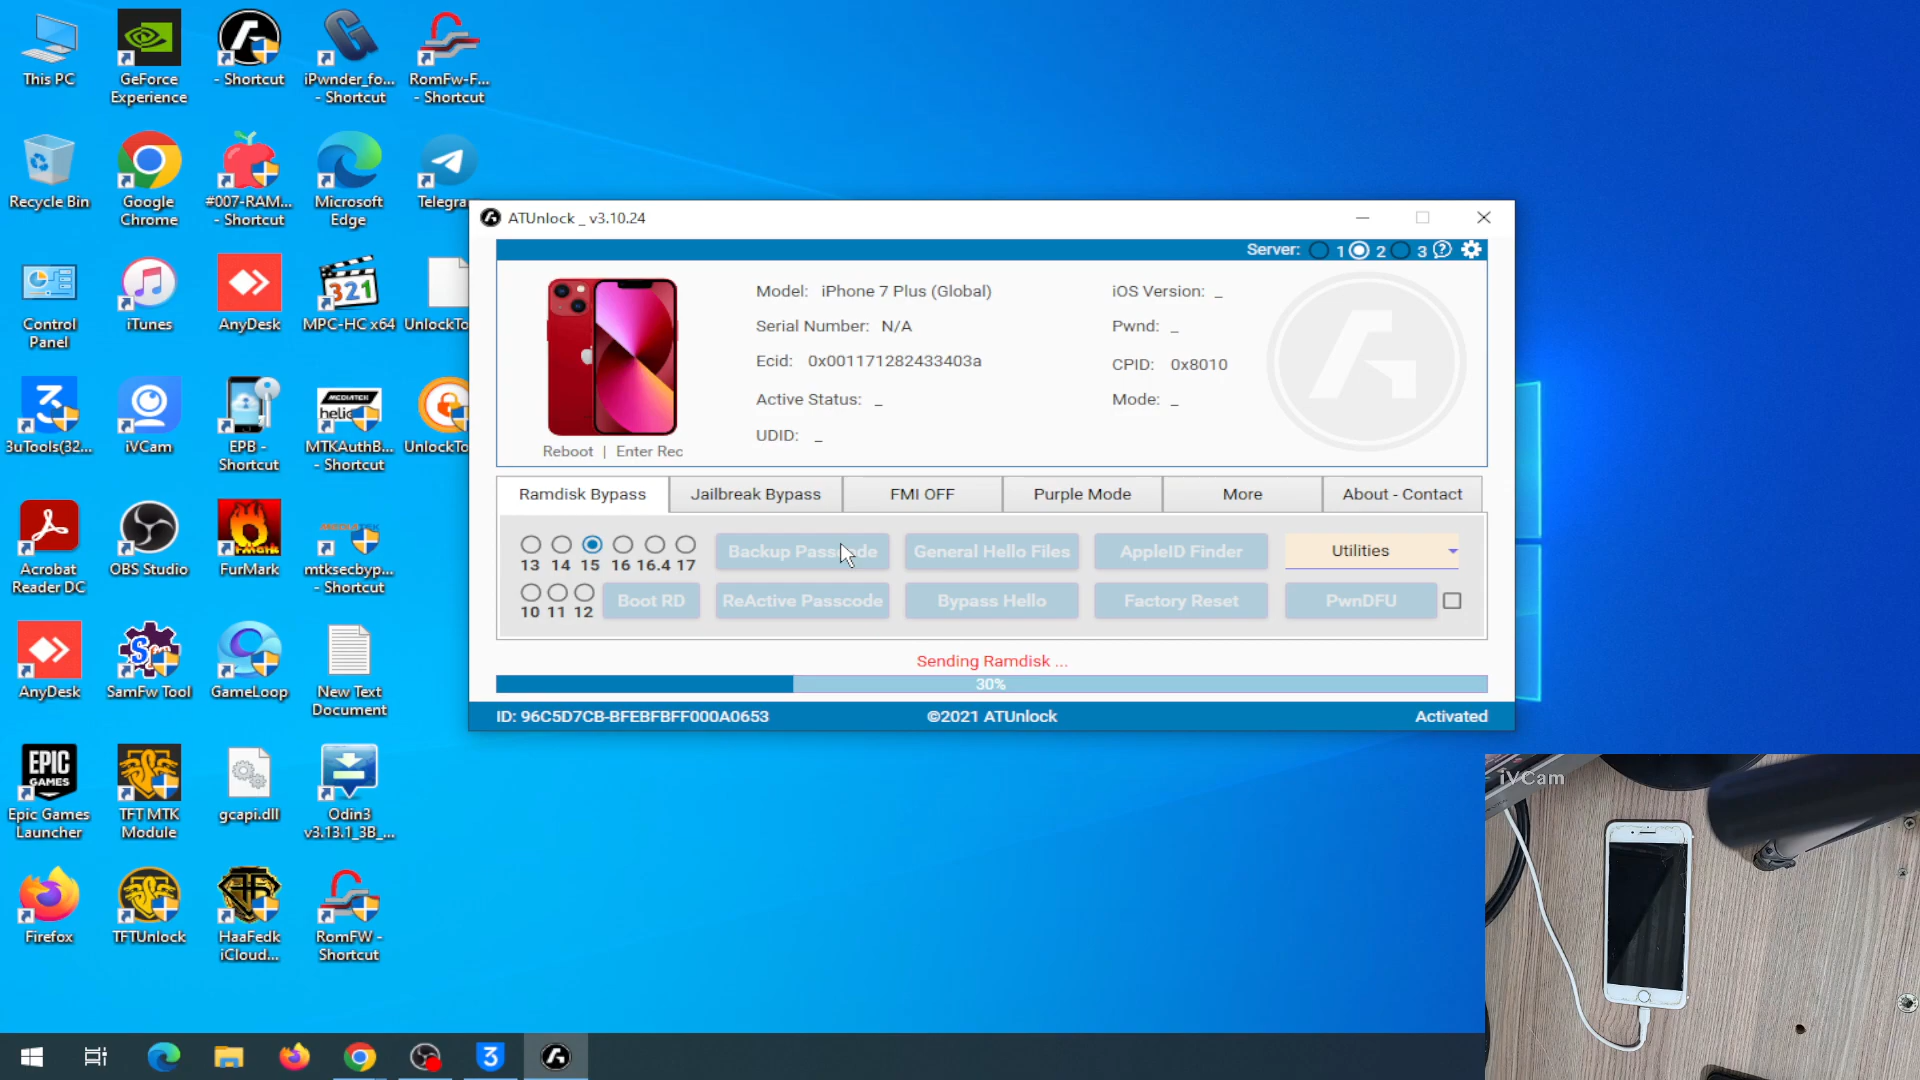 This PC
GeForce
Experience
- Shortcut
iPwnder_fo...
- Shortcut
RomFw-F...
- Shortcut
Recycle Bin
Google
Chrome
#007-RAM...
- Shortcut
Microsoft
Edge
Telegra
Control
Panel
iTunes
AnyDesk
321
MPC-HC x64
UnlockTo
3uTools(32...
iVCam
EPB -
Shortcut
MEDIATEK
helio
MTKAuthB...
- Shortcut
UnlockTo
Acrobat
Reader DC
OBS Studio
FurMark
mtksecbyp...
- Shortcut
AnyDesk
SamFw Tool
GameLoop
New Text
Document
EPIC
GAMES
Epic Games
Launcher
TFT MTK
Module
gcapi.dll
Odin3
v3.13.1_3B_...
Firefox
TFTUnlock
HaaFedk
iCloud...
RomFW -
Shortcut
ATUnlock _ v3.10.24
Server: 1 2 3
Model: iPhone 7 Plus (Global)
iOS Version: _
Serial Number: N/A
Pwnd: _
Ecid: 0x001171282433403a
CPID: 0x8010
Active Status: _
Mode: _
UDID: _
Reboot | Enter Rec
Ramdisk Bypass
Jailbreak Bypass
FMI OFF
Purple Mode
More
About - Contact
13 14 15 16 16.4 17
Backup Passcode
General Hello Files
AppleID Finder
Utilities
10 11 12
Boot RD
ReActive Passcode
Bypass Hello
Factory Reset
PwnDFU
Sending Ramdisk ...
30%
ID: 96C5D7CB-BFEBFBFF000A0653
©2021 ATUnlock
Activated
iVCam